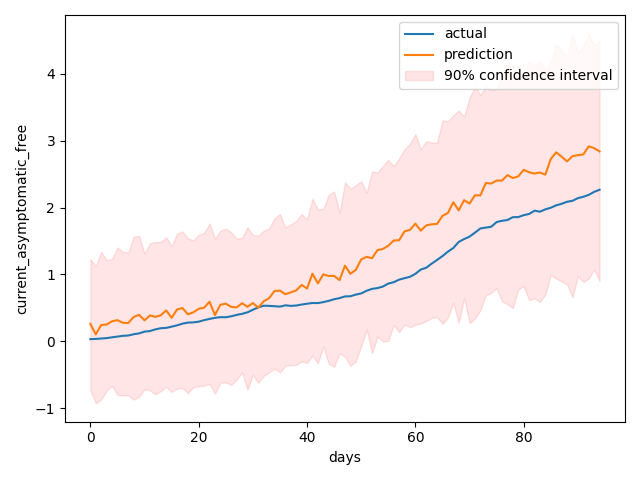 actual
prediction
90% confidence interval
4
3
2
1
0
−1
current_asymptomatic_free
0
20
40
60
80
days